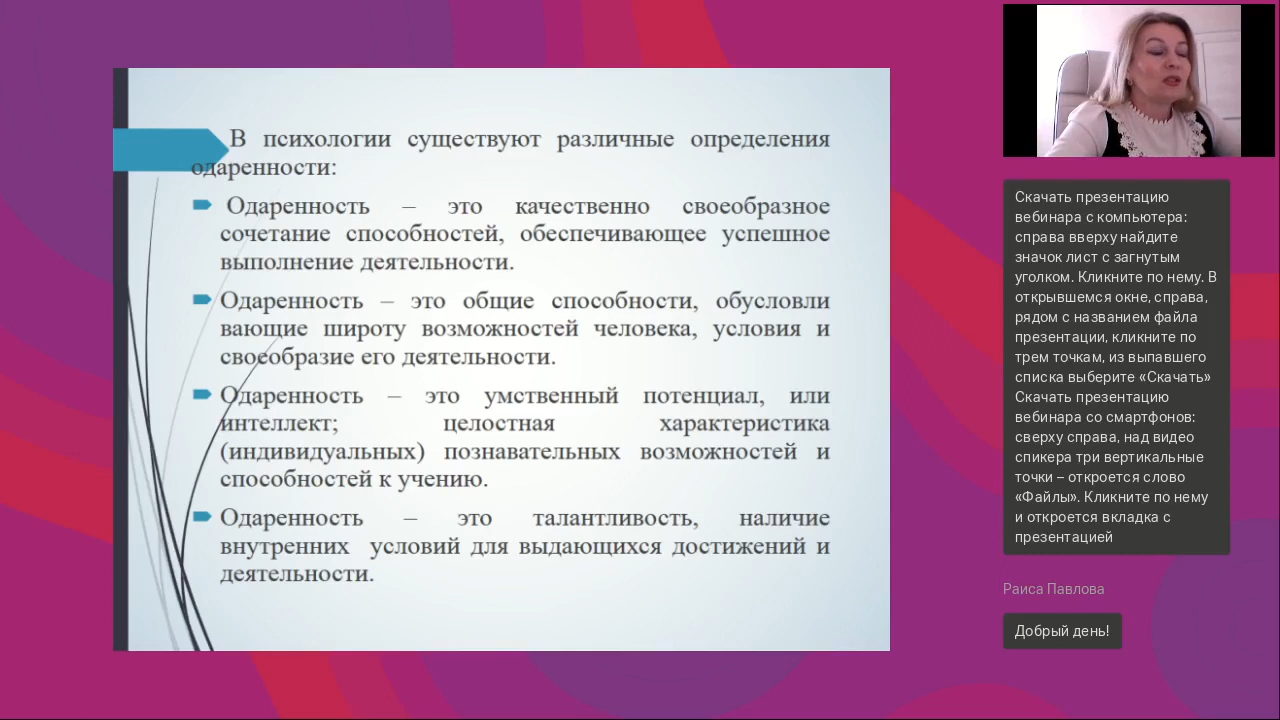 В психологии существуют различные определения
одаренности:
Одаренность – это качественно своеобразное
сочетание способностей, обеспечивающее успешное
выполнение деятельности.
Одаренность – это общие способности, обусловли
вающие широту возможностей человека, условия и
своеобразие его деятельности.
Одаренность – это умственный потенциал, или
интеллект; целостная характеристика
(индивидуальных) познавательных возможностей и
способностей к учению.
Одаренность – это талантливость, наличие
внутренних условий для выдающихся достижений и
деятельности.
Скачать презентацию
вебинара с компьютера:
справа вверху найдите
значок лист с загнутым
уголком. Кликните по нему. В
открывшемся окне, справа,
рядом с названием файла
презентации, кликните по
трем точкам, из выпавшего
списка выберите «Скачать»
Скачать презентацию
вебинара со смартфонов:
сверху справа, над видео
спикера три вертикальные
точки – откроется слово
«Файлы». Кликните по нему
и откроется вкладка с
презентацией
Раиса Павлова
Добрый день!